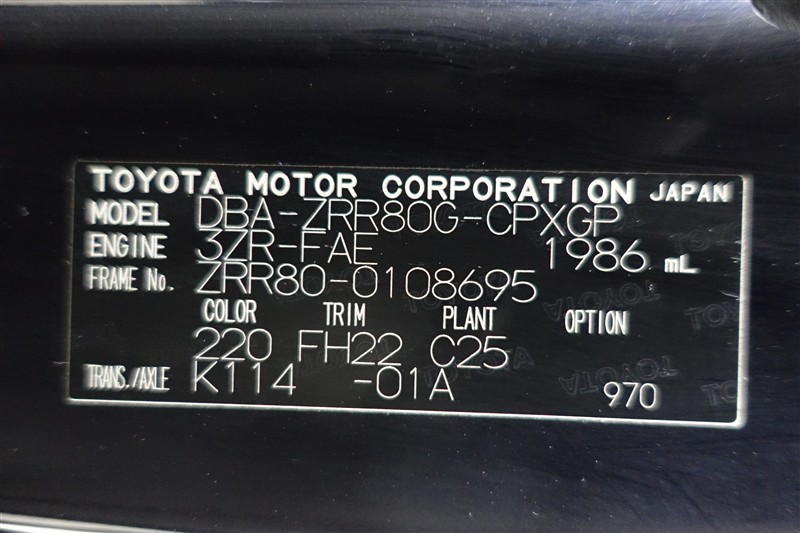 TOYOTA MOTOR CORPORATION JAPAN
MODEL DBA-ZRR80G-CPXGP
ENGINE 3ZR-FAE 1986 mL
FRAME No. ZRR80-0108695
COLOR TRIM PLANT OPTION
220 FH22 C25
TRANS./AXLE K114 -01A 970